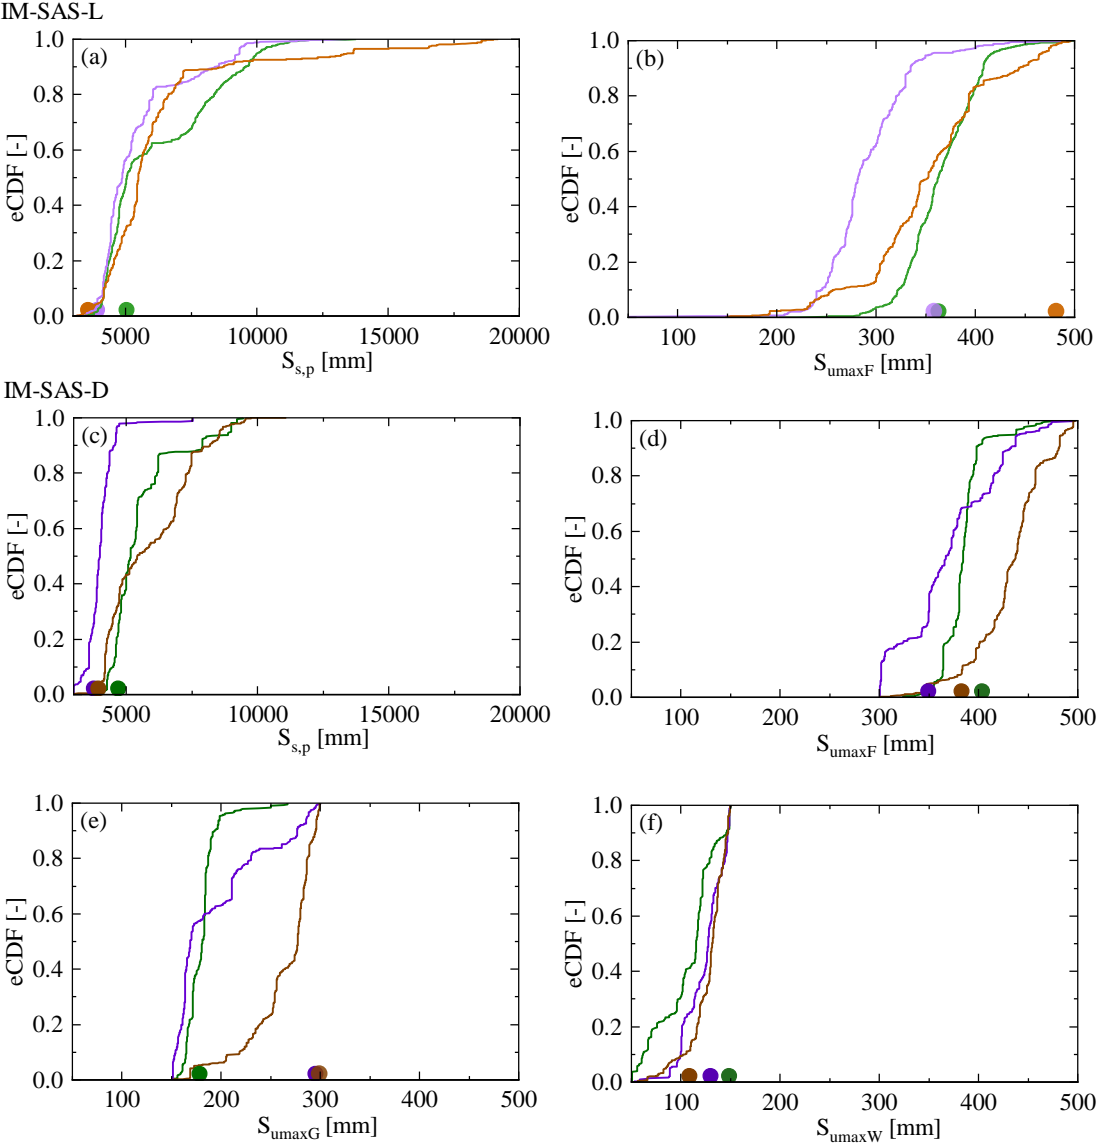 IM-SAS-L
(a)
1.0
0.8
0.6
0.4
0.2
0.0
eCDF [-]
5000 10000 15000 20000
Ss,p [mm]
(b)
1.0
0.8
0.6
0.4
0.2
0.0
eCDF [-]
100 200 300 400 500
SumaxF [mm]
IM-SAS-D
(c)
1.0
0.8
0.6
0.4
0.2
0.0
eCDF [-]
5000 10000 15000 20000
Ss,p [mm]
(d)
1.0
0.8
0.6
0.4
0.2
0.0
eCDF [-]
100 200 300 400 500
SumaxF [mm]
(e)
1.0
0.8
0.6
0.4
0.2
0.0
eCDF [-]
100 200 300 400 500
SumaxG [mm]
(f)
1.0
0.8
0.6
0.4
0.2
0.0
eCDF [-]
100 200 300 400 500
SumaxW [mm]